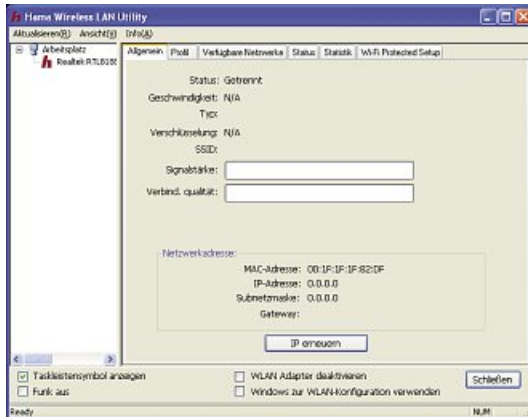 Hama Wireless LAN Utility
Aktualisieren(R) Ansicht(V) Info(A)
Arbeitsplatz
Realtek RTL818
Allgemein Profil Verfügbare Netzwerke Status Statistik Wi-Fi Protected Setup
Status: Getrennt
Geschwindigkeit: N/A
Typ:
Verschlüsselung: N/A
SSID:
Signalstärke:
Verbind. qualität:
Netzwerkadresse:
MAC-Adresse: 00:1F:1F:1F:82:DF
IP-Adresse: 0.0.0.0
Subnetzmaske: 0.0.0.0
Gateway:
IP erneuern
Taskleistensymbol anzeigen
WLAN Adapter deaktivieren
Funk aus
Windows zur WLAN-Konfiguration verwenden
Schließen
Ready NUM